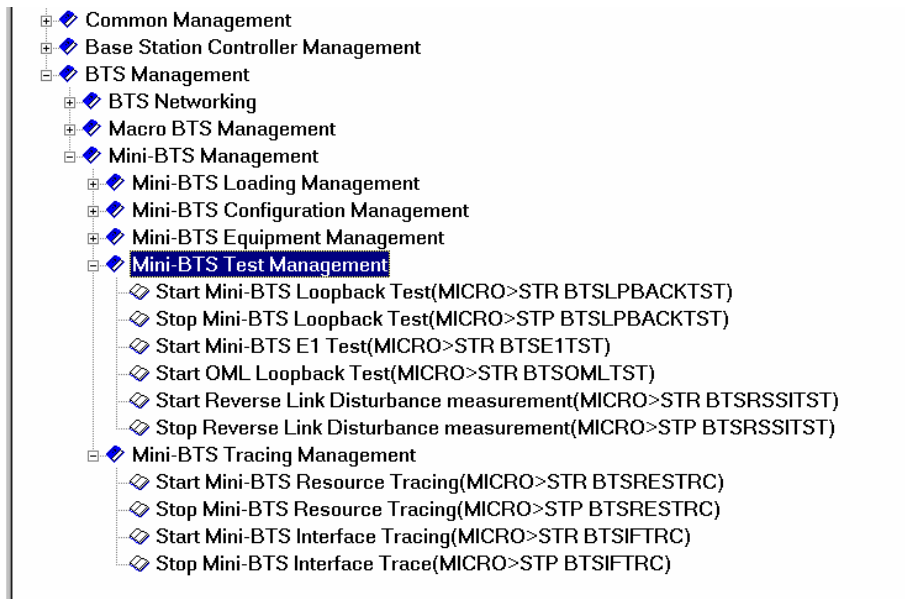 Common Management
Base Station Controller Management
BTS Management
BTS Networking
Macro BTS Management
Mini-BTS Management
Mini-BTS Loading Management
Mini-BTS Configuration Management
Mini-BTS Equipment Management
Mini-BTS Test Management
Start Mini-BTS Loopback Test(MICRO>STR BTSLPBACKTST)
Stop Mini-BTS Loopback Test(MICRO>STP BTSLPBACKTST)
Start Mini-BTS E1 Test(MICRO>STR BTSE1TST)
Start OML Loopback Test(MICRO>STR BTSOMLTST)
Start Reverse Link Disturbance measurement(MICRO>STR BTSRSSITST)
Stop Reverse Link Disturbance measurement(MICRO>STP BTSRSSITST)
Mini-BTS Tracing Management
Start Mini-BTS Resource Tracing(MICRO>STR BTSRESTRC)
Stop Mini-BTS Resource Tracing(MICRO>STP BTSRESTRC)
Start Mini-BTS Interface Tracing(MICRO>STR BTSIFTRC)
Stop Mini-BTS Interface Trace(MICRO>STP BTSIFTRC)